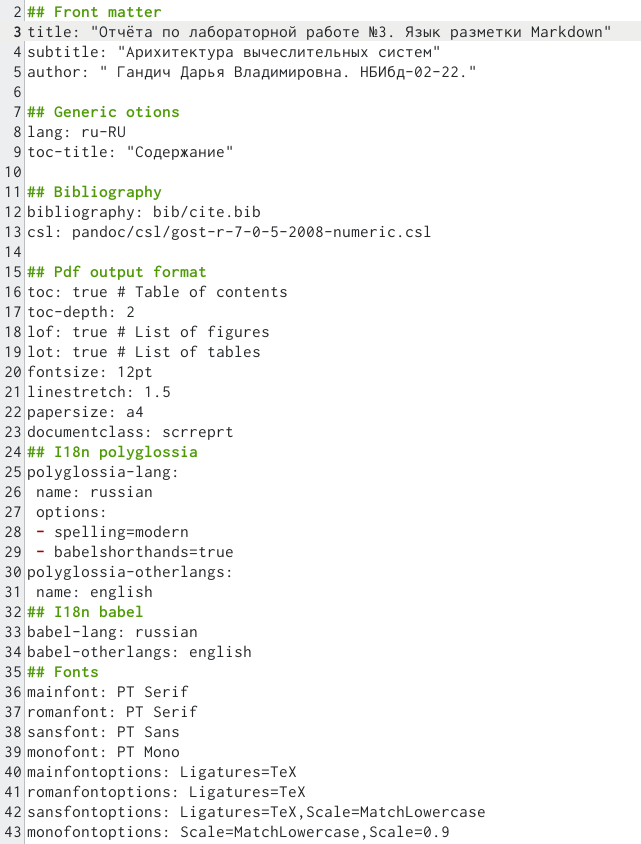 2 ## Front matter
3 title: "Отчёта по лабораторной работе №3. Язык разметки Markdown"
4 subtitle: "Арихитектура вычеслительных систем"
5 author: " Гандич Дарья Владимировна. НБИбд-02-22."
6
7 ## Generic otions
8 lang: ru-RU
9 toc-title: "Содержание"
10
11 ## Bibliography
12 bibliography: bib/cite.bib
13 csl: pandoc/csl/gost-r-7-0-5-2008-numeric.csl
14
15 ## Pdf output format
16 toc: true # Table of contents
17 toc-depth: 2
18 lof: true # List of figures
19 lot: true # List of tables
20 fontsize: 12pt
21 linestretch: 1.5
22 papersize: a4
23 documentclass: scrreprt
24 ## I18n polyglossia
25 polyglossia-lang:
26  name: russian
27  options:
28  - spelling=modern
29  - babelshorthands=true
30 polyglossia-otherlangs:
31  name: english
32 ## I18n babel
33 babel-lang: russian
34 babel-otherlangs: english
35 ## Fonts
36 mainfont: PT Serif
37 romanfont: PT Serif
38 sansfont: PT Sans
39 monofont: PT Mono
40 mainfontoptions: Ligatures=TeX
41 romanfontoptions: Ligatures=TeX
42 sansfontoptions: Ligatures=TeX,Scale=MatchLowercase
43 monofontoptions: Scale=MatchLowercase,Scale=0.9